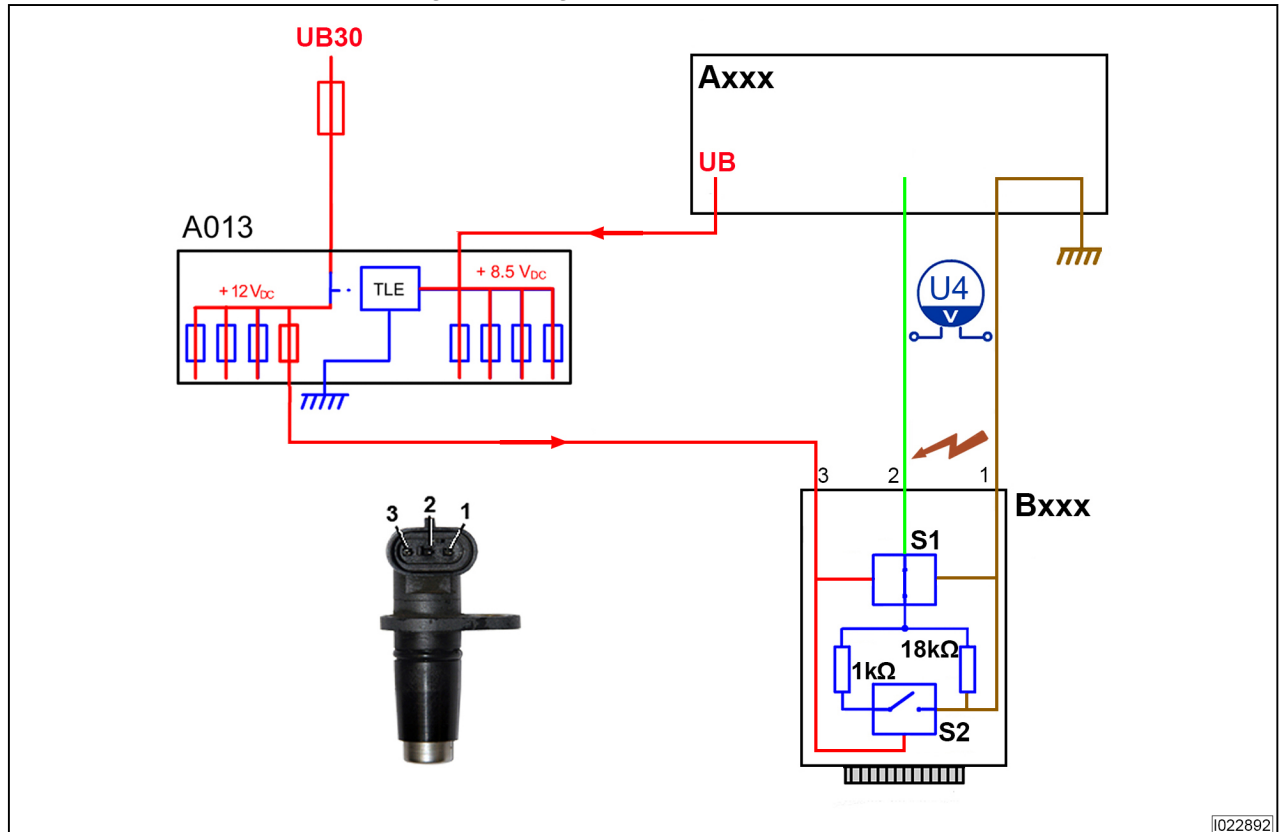 UB30
Axxx
UB
A013
+ 12 VDC
TLE
+ 8.5 VDC
U4
V
3
2
1
Bxxx
3
2
1
S1
18kΩ
1kΩ
S2
I022892